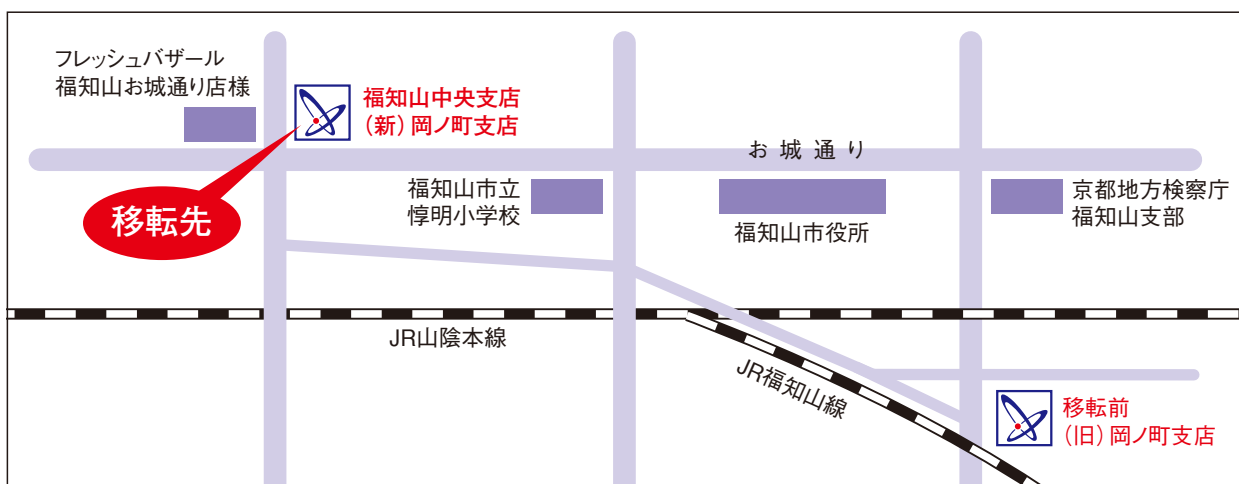 フレッシュバザール
福知山お城通り店様
福知山中央支店
（新）岡ノ町支店
移転先
お城通り
福知山市立
惇明小学校
福知山市役所
京都地方検察庁
福知山支部
JR山陰本線
JR福知山線
移転前
（旧）岡ノ町支店